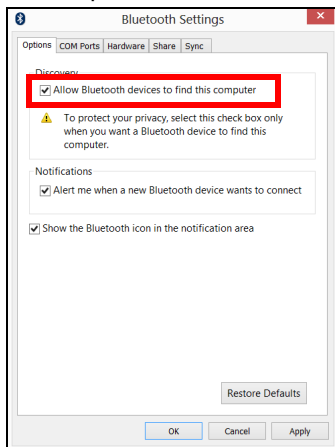 Bluetooth Settings
Options COM Ports Hardware Share Sync
Discovery
Allow Bluetooth devices to find this computer
To protect your privacy, select this check box only
when you want a Bluetooth device to find this
computer.
Notifications
Alert me when a new Bluetooth device wants to connect
Show the Bluetooth icon in the notification area
Restore Defaults
OK Cancel Apply